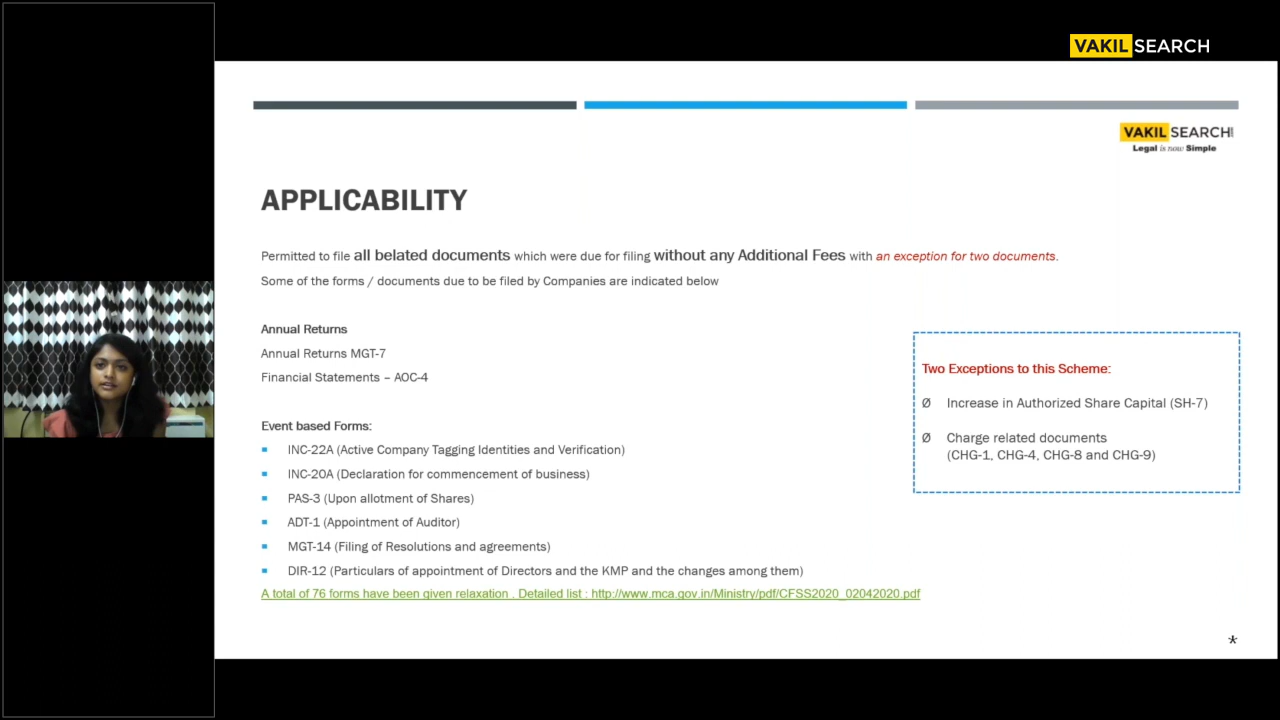 VAKILSEARCH
VAKILSEARCH
Legal is now Simple
APPLICABILITY
Permitted to file all belated documents which were due for filing without any Additional Fees with an exception for two documents.
Some of the forms / documents due to be filed by Companies are indicated below
Annual Returns
Annual Returns MGT-7
Financial Statements – AOC-4
Event based Forms:
▪ INC-22A (Active Company Tagging Identities and Verification)
▪ INC-20A (Declaration for commencement of business)
▪ PAS-3 (Upon allotment of Shares)
▪ ADT-1 (Appointment of Auditor)
▪ MGT-14 (Filing of Resolutions and agreements)
▪ DIR-12 (Particulars of appointment of Directors and the KMP and the changes among them)
A total of 76 forms have been given relaxation . Detailed list : http://www.mca.gov.in/Ministry/pdf/CFSS2020_02042020.pdf
Two Exceptions to this Scheme:
Ø Increase in Authorized Share Capital (SH-7)
Ø Charge related documents
(CHG-1, CHG-4, CHG-8 and CHG-9)
*